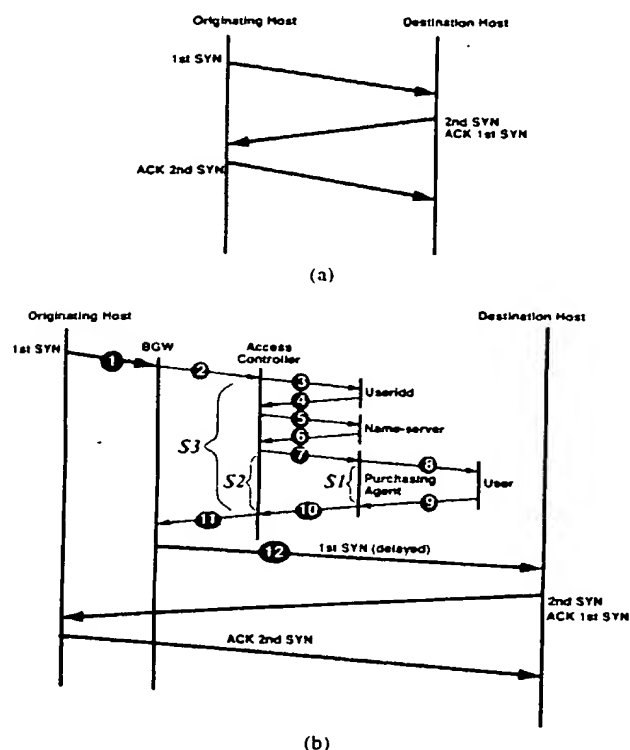 Originating Host
Destination Host
1st SYN
2nd SYN
ACK 1st SYN
ACK 2nd SYN
(a)
Originating Host
Destination Host
1st SYN
BGW
Access
Controller
1
2
3
4
Useridd
5
6
Name-server
7
8
S3
S2
S1
Purchasing
Agent
User
9
10
11
12
1st SYN (delayed)
2nd SYN
ACK 1st SYN
ACK 2nd SYN
(b)